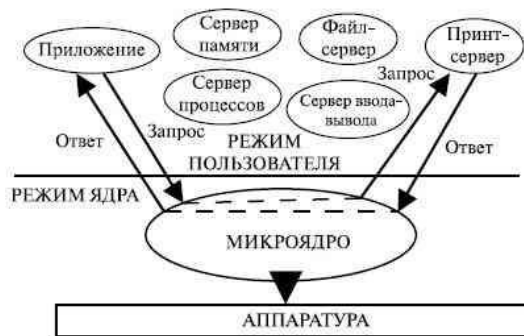 Приложение
Сервер
памяти
Файл-
сервер
Принт-
сервер
Сервер
процессов
Сервер ввода-
вывода
Запрос
Ответ
Запрос
Ответ
РЕЖИМ
ПОЛЬЗОВАТЕЛЯ
РЕЖИМ ЯДРА
МИКРОЯДРО
АППАРАТУРА